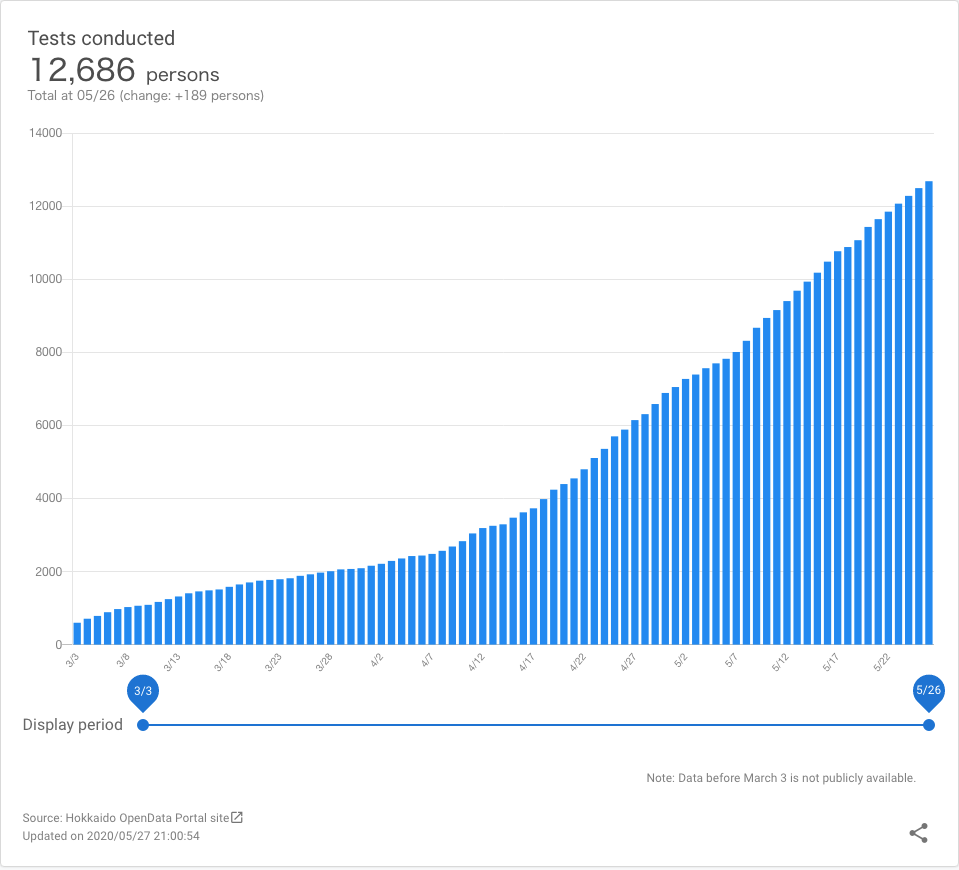 Tests conducted
12,686 persons
Total at 05/26 (change: +189 persons)
14000
12000
10000
8000
6000
4000
2000
0
3/3 3/8 3/13 3/18 3/23 3/28 4/2 4/7 4/12 4/17 4/22 4/27 5/2 5/7 5/12 5/17 5/22
3/3 5/26
Display period
Note: Data before March 3 is not publicly available.
Source: Hokkaido OpenData Portal site
Updated on 2020/05/27 21:00:54